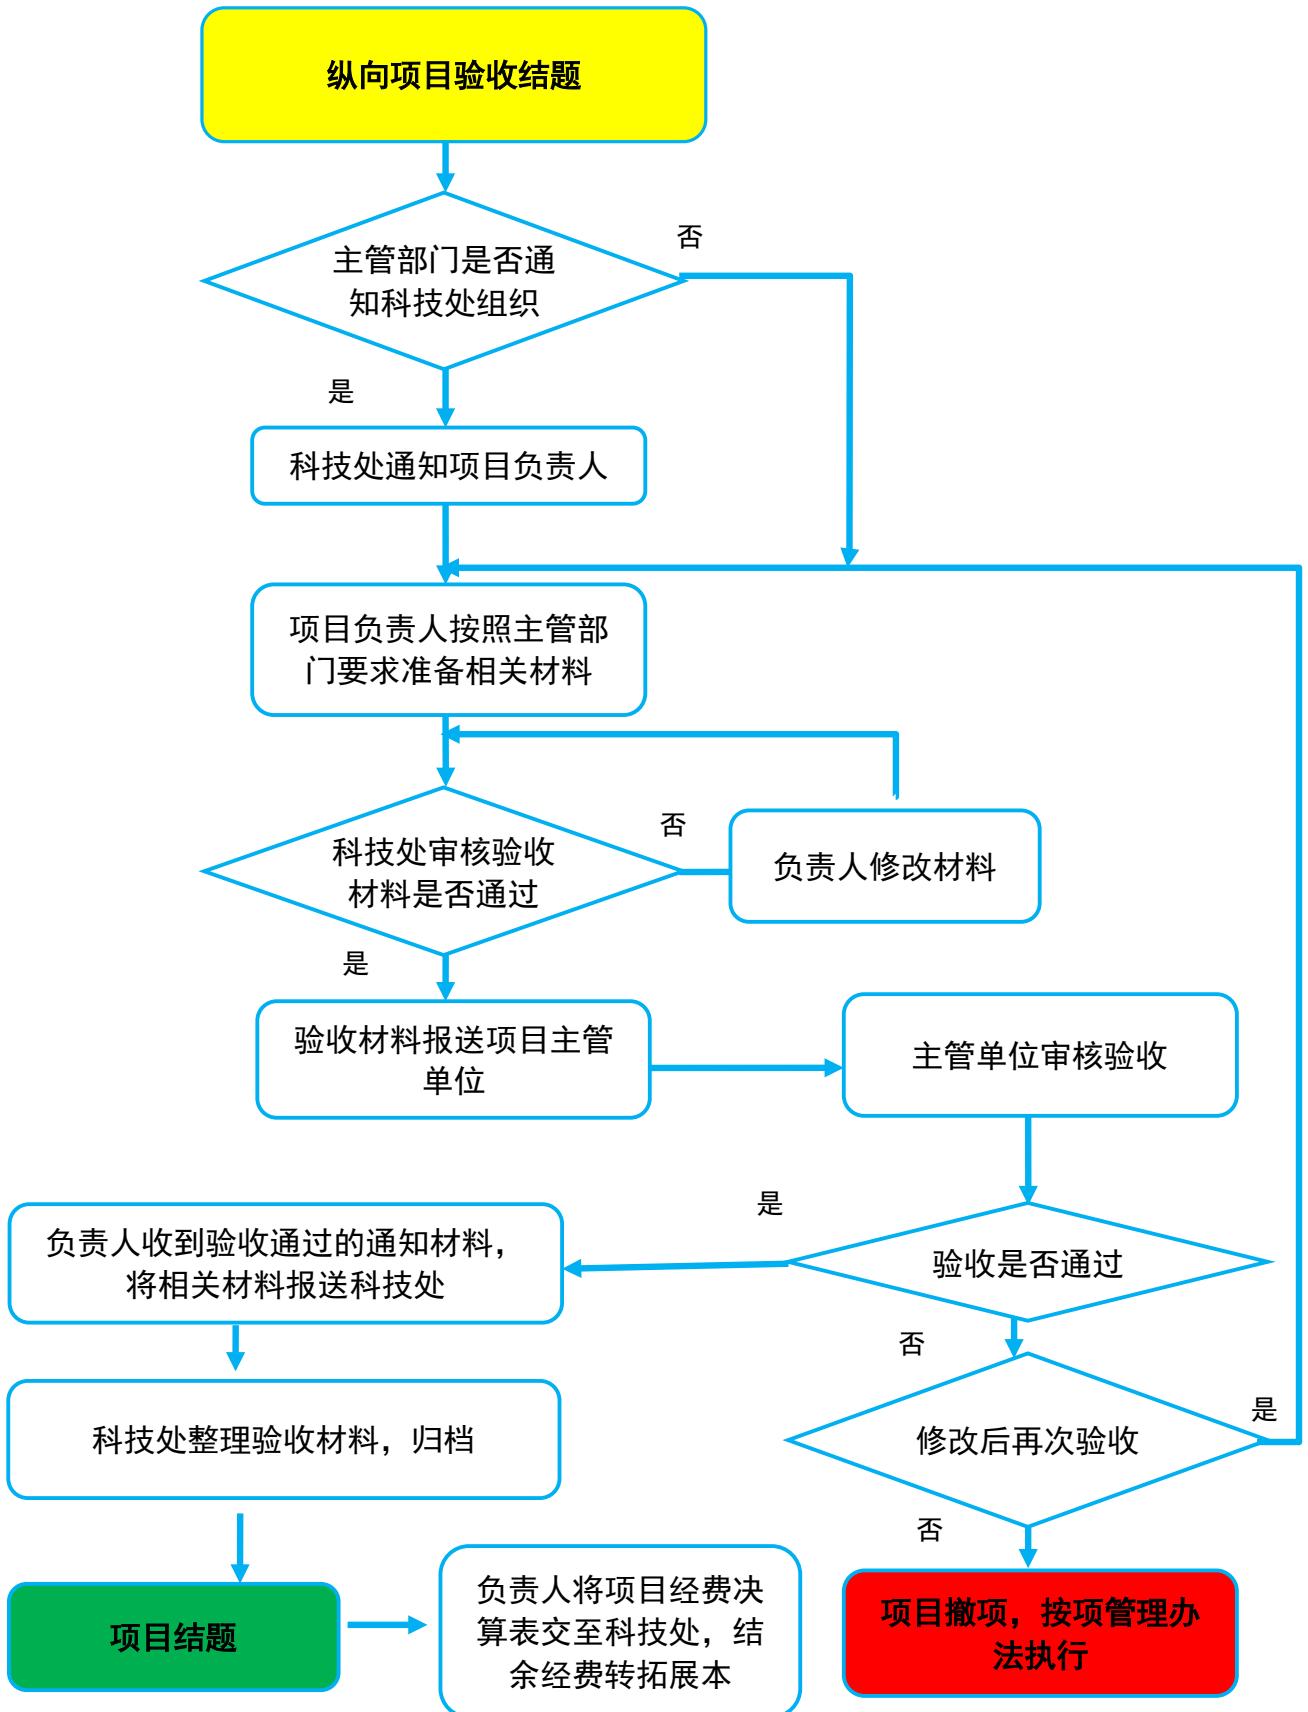 纵向项目验收结题
否
主管部门是否通
知科技处组织
是
科技处通知项目负责人
项目负责人按照主管部
门要求准备相关材料
否
科技处审核验收
材料是否通过
负责人修改材料
是
验收材料报送项目主管
单位
主管单位审核验收
是
负责人收到验收通过的通知材料，
将相关材料报送科技处
验收是否通过
否
是
科技处整理验收材料，归档
修改后再次验收
否
项目结题
负责人将项目经费决
算表交至科技处，结
余经费转拓展本
项目撤项，按项管理办
法执行